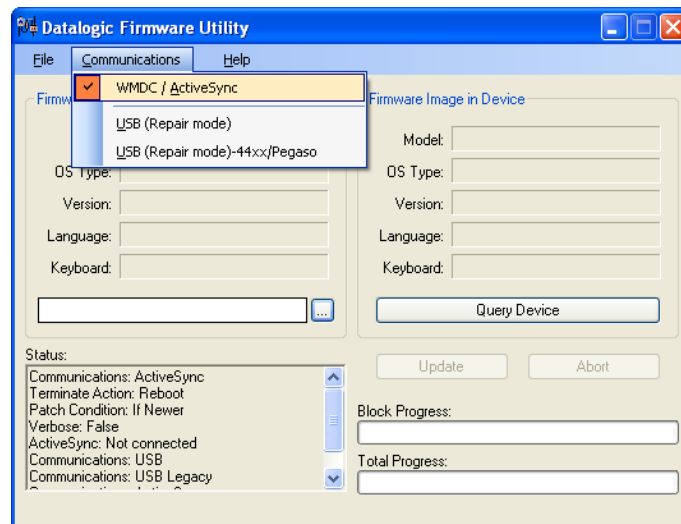 Datalogic Firmware Utility
File Communications Help
WMDC / ActiveSync
USB (Repair mode)
USB (Repair mode)-44xx/Pegaso
Firmware Image in Device
Model:
OS Type:
OS Type:
Version:
Version:
Language:
Language:
Keyboard:
Keyboard:
...
Query Device
Status:
Communications: ActiveSync
Terminate Action: Reboot
Patch Condition: If Newer
Verbose: False
ActiveSync: Not connected
Communications: USB
Communications: USB Legacy
Update
Abort
Block Progress:
Total Progress: